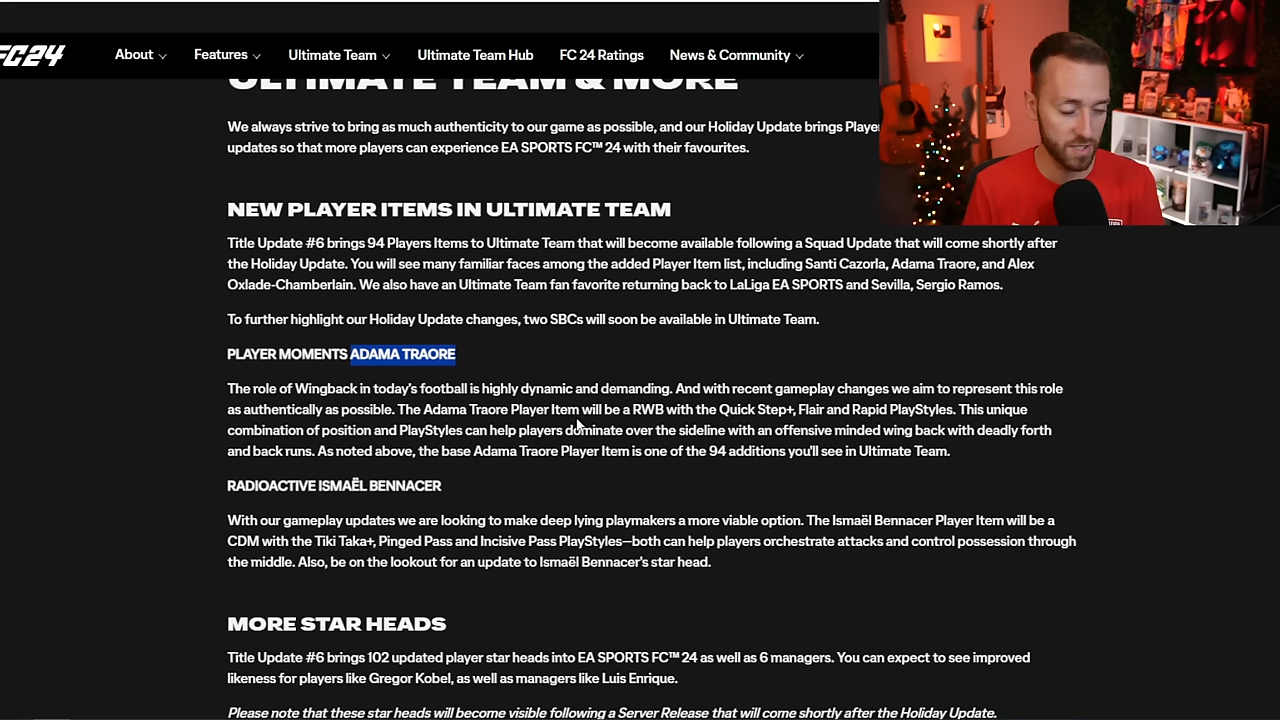 FC24
About
Features
Ultimate Team
Ultimate Team Hub
FC 24 Ratings
News & Community
ULTIMATE TEAM & MORE
We always strive to bring as much authenticity to our game as possible, and our Holiday Update brings Player
updates so that more players can experience EA SPORTS FC™ 24 with their favourites.
NEW PLAYER ITEMS IN ULTIMATE TEAM
Title Update #6 brings 94 Players Items to Ultimate Team that will become available following a Squad Update that will come shortly after
the Holiday Update. You will see many familiar faces among the added Player Item list, including Santi Cazorla, Adama Traore, and Alex
Oxlade-Chamberlain. We also have an Ultimate Team fan favorite returning back to LaLiga EA SPORTS and Sevilla, Sergio Ramos.
To further highlight our Holiday Update changes, two SBCs will soon be available in Ultimate Team.
PLAYER MOMENTS ADAMA TRAORE
The role of Wingback in today's football is highly dynamic and demanding. And with recent gameplay changes we aim to represent this role
as authentically as possible. The Adama Traore Player Item will be a RWB with the Quick Step+, Flair and Rapid PlayStyles. This unique
combination of position and PlayStyles can help players dominate over the sideline with an offensive minded wing back with deadly forth
and back runs. As noted above, the base Adama Traore Player Item is one of the 94 additions you'll see in Ultimate Team.
RADIOACTIVE ISMAËL BENNACER
With our gameplay updates we are looking to make deep lying playmakers a more viable option. The Ismaël Bennacer Player Item will be a
CDM with the Tiki Taka+, Pinged Pass and Incisive Pass PlayStyles—both can help players orchestrate attacks and control possession through
the middle. Also, be on the lookout for an update to Ismaël Bennacer's star head.
MORE STAR HEADS
Title Update #6 brings 102 updated player star heads into EA SPORTS FC™ 24 as well as 6 managers. You can expect to see improved
likeness for players like Gregor Kobel, as well as managers like Luis Enrique.
Please note that these star heads will become visible following a Server Release that will come shortly after the Holiday Update.